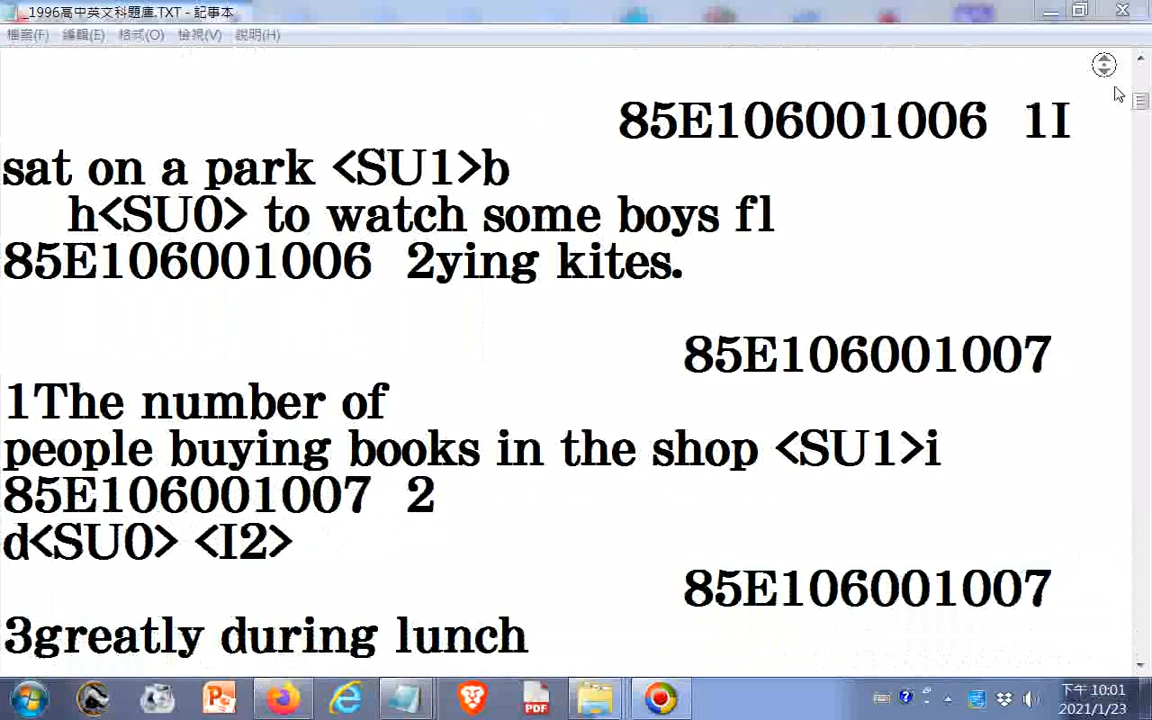 _1996高中英文科題庫.TXT - 記事本
檔案(F) 編輯(E) 格式(O) 檢視(V) 說明(H)
85E106001006 1I
sat on a park <SU1>b
h<SU0> to watch some boys fl
85E106001006 2ying kites.
85E106001007
1The number of
people buying books in the shop <SU1>i
85E106001007 2
d<SU0> <I2>
85E106001007
3greatly during lunch
PDF
下午 10:01
2021/1/23